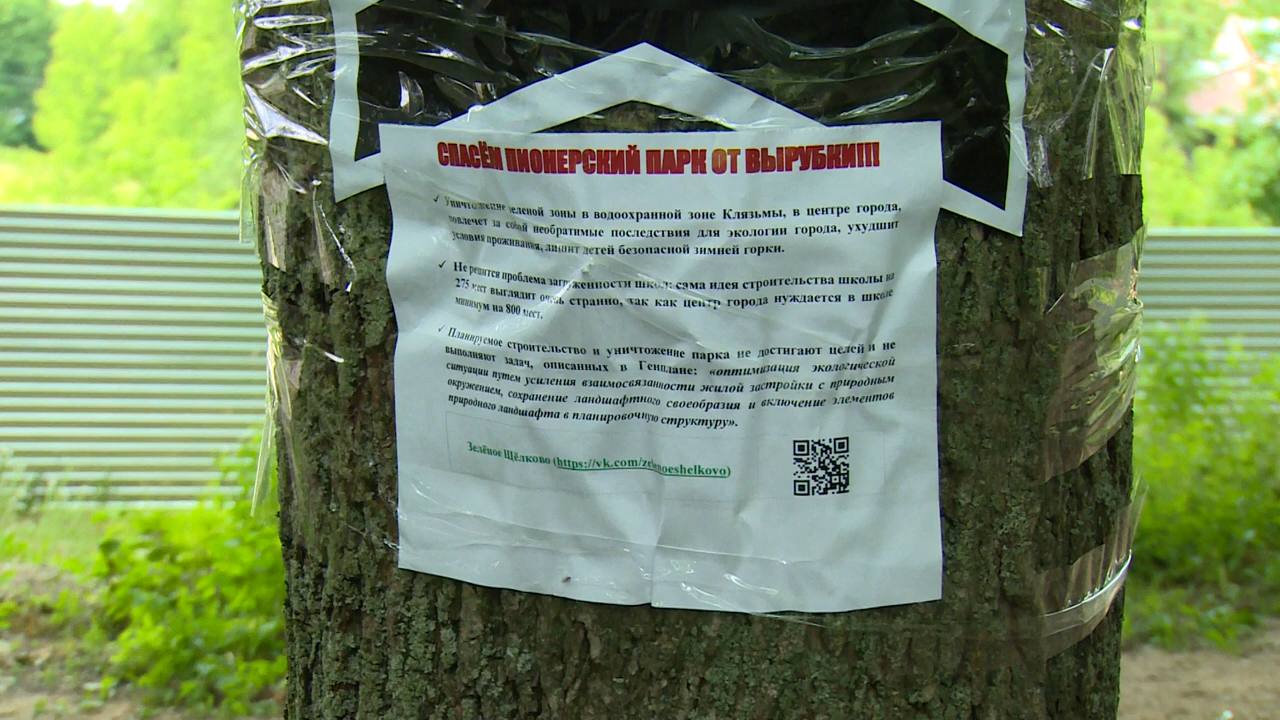 СПАСЁМ ПИОНЕРСКИЙ ПАРК ОТ ВЫРУБКИ!!!
✓ Уничтожение зеленой зоны в водоохранной зоне Клязьмы, в центре города,
повлечет за собой необратимые последствия для экологии города, ухудшит
условия проживания, лишит детей безопасной зимней горки.
✓ Не решится проблема загруженности школ: сама идея строительства школы на
275 мест выглядит очень странно, так как центр города нуждается в школе
минимум на 800 мест.
✓ Планируемое строительство и уничтожение парка не достигают целей и не
выполняют задач, описанных в Генплане: «оптимизация экологической
ситуации путем усиления взаимосвязанности жилой застройки с природным
окружением, сохранение ландшафтного своеобразия и включение элементов
природного ландшафта в планировочную структуру».
Зелёное Щёлково (https://vk.com/zelenoeshelkovo)